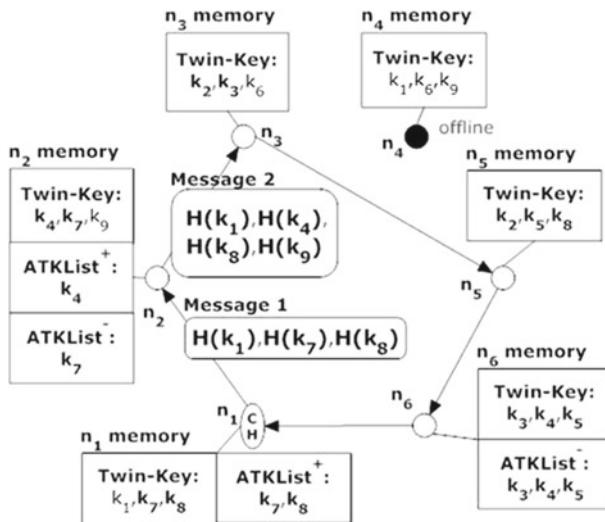 n3 memory
Twin-Key:
k2,k3,k6
n3
n4 memory
Twin-Key:
k1,k6,k9
offline
n4
n2 memory
Twin-Key:
k4,k7,k9
ATKList+:
k4
ATKList-:
k7
n2
Message 2
H(k1),H(k4),
H(k8),H(k9)
n5 memory
Twin-Key:
k2,k5,k8
n5
Message 1
H(k1),H(k7),H(k8)
n6 memory
Twin-Key:
k3,k4,k5
ATKList-:
k3,k4,k5
n6
n1
C
H
n1 memory
Twin-Key:
k1,k7,k8
ATKList+:
k7,k8